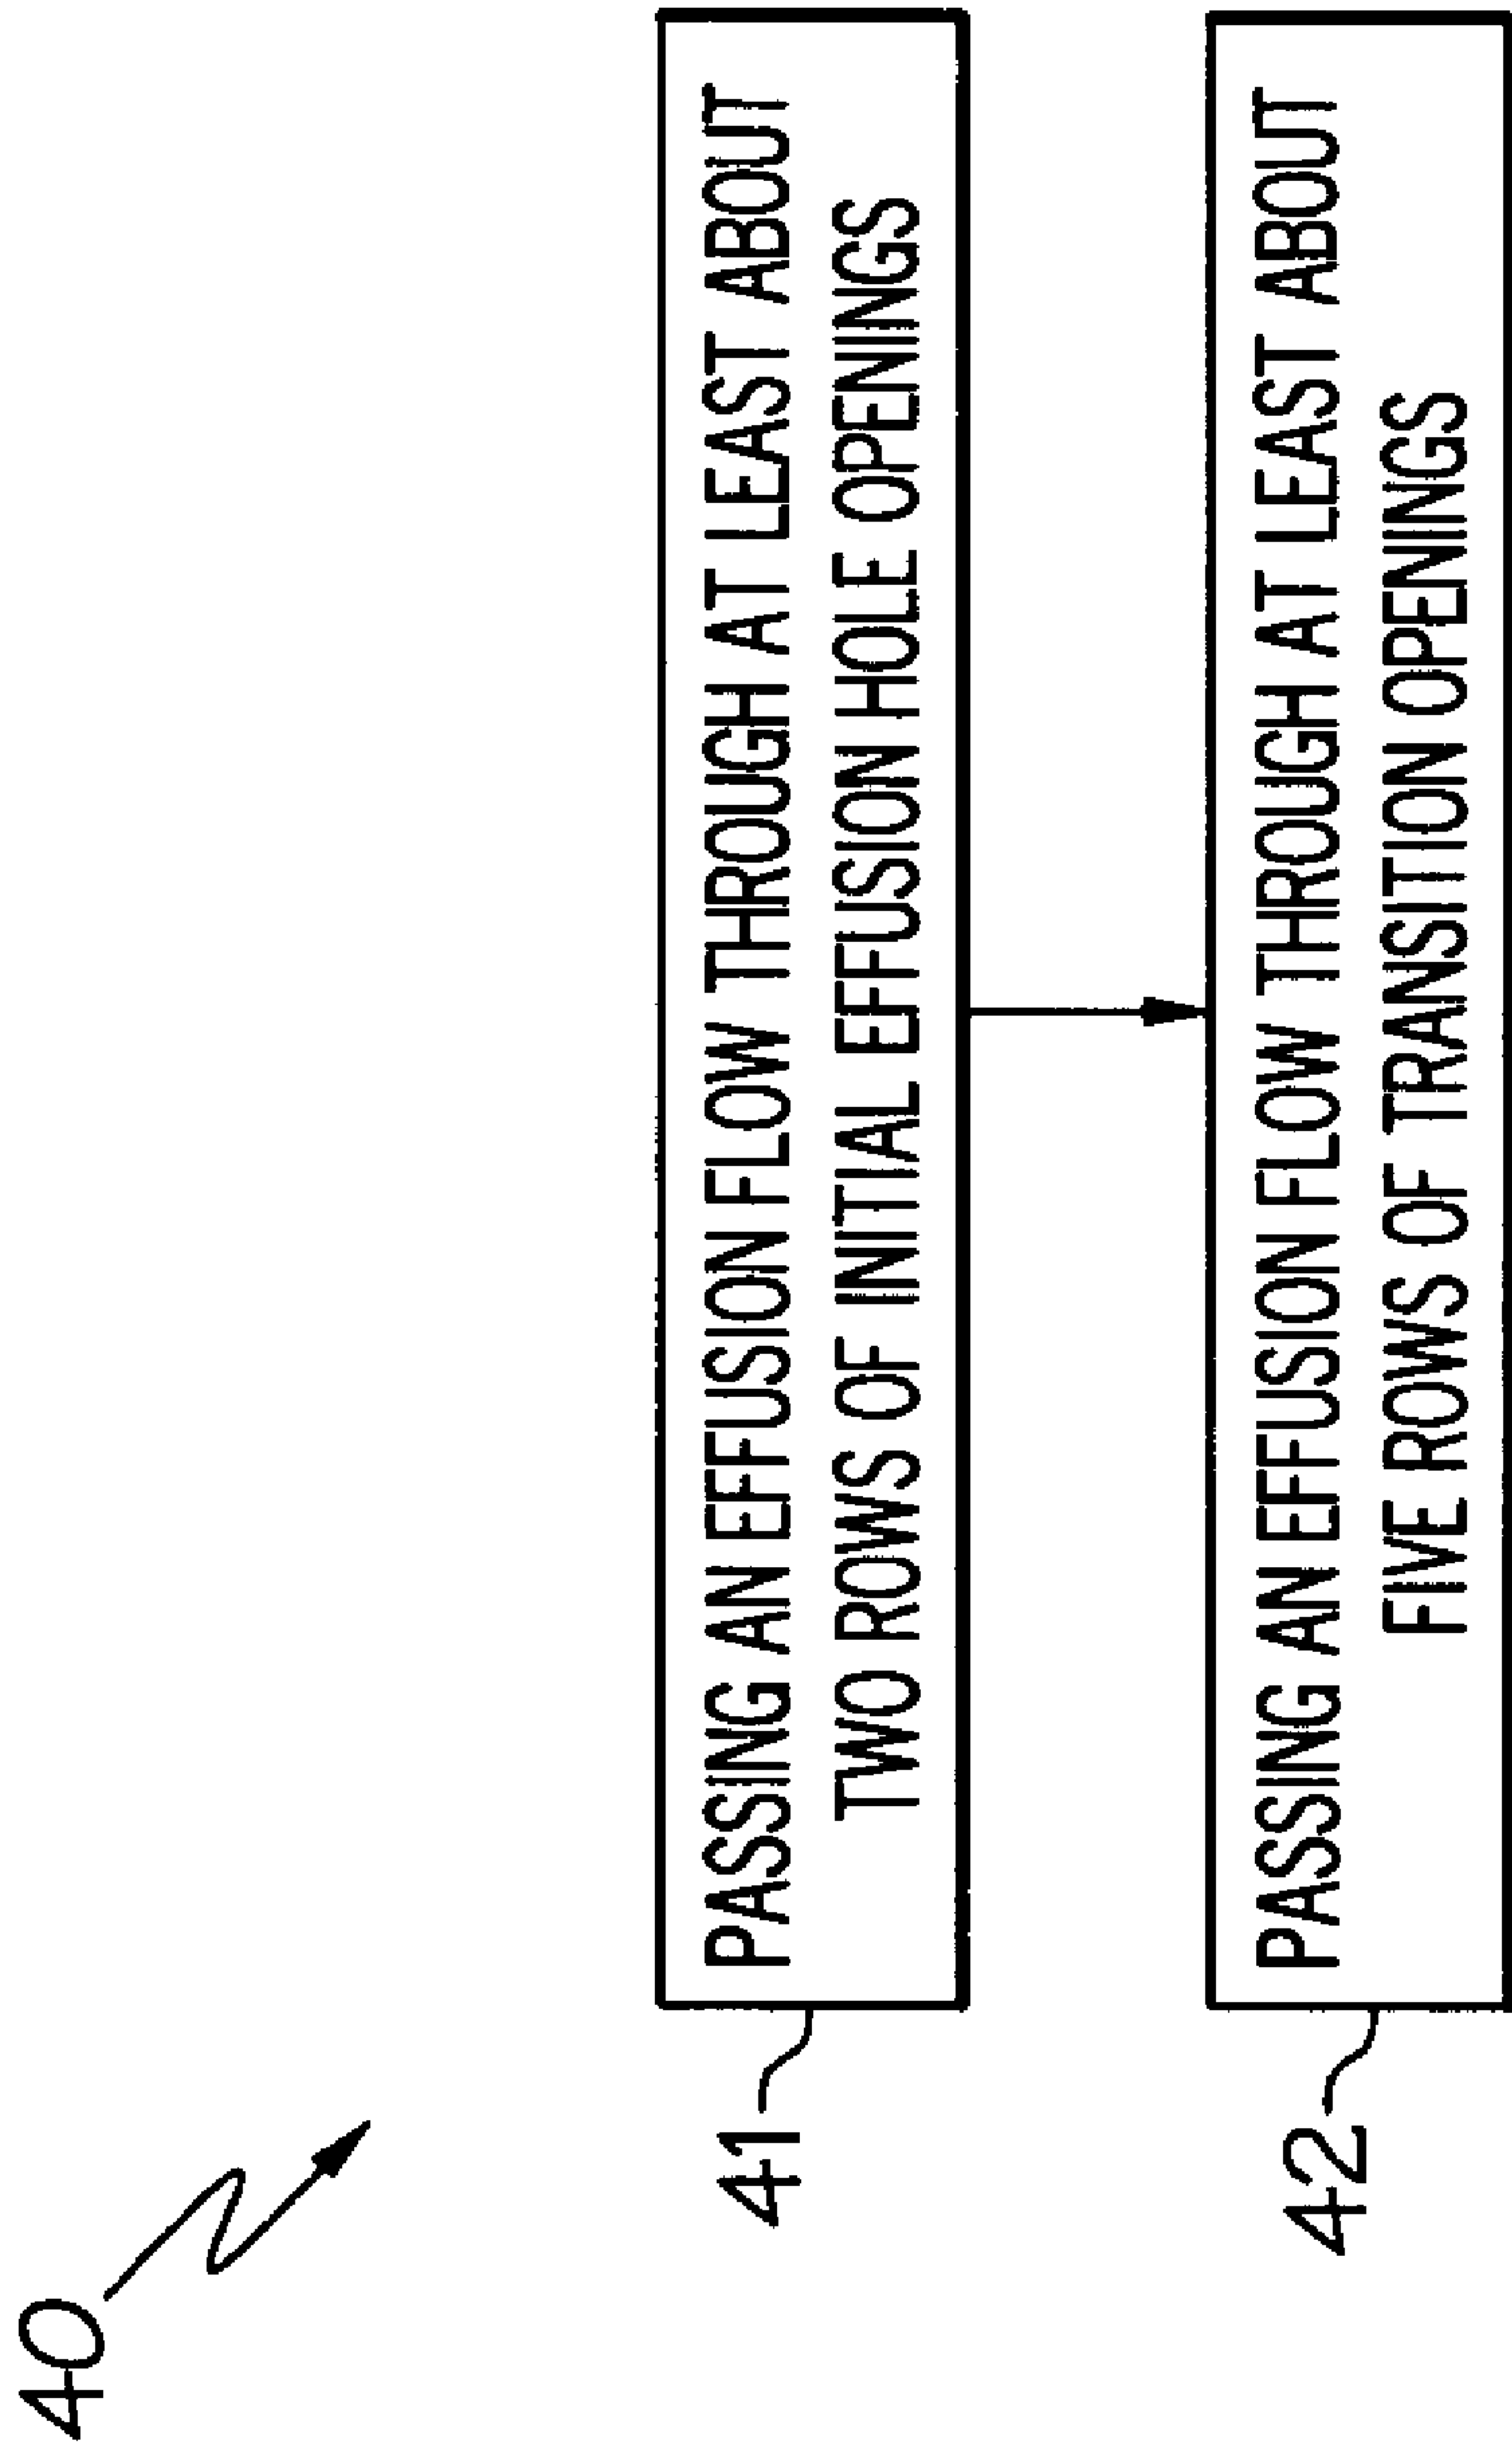 40
41
PASSING AN EFFUSION FLOW THROUGH AT LEAST ABOUT
TWO ROWS OF INITIAL EFFUSION HOLE OPENINGS
42
PASSING AN EFFUSION FLOW THROUGH AT LEAST ABOUT
FIVE ROWS OF TRANSITION OPENINGS